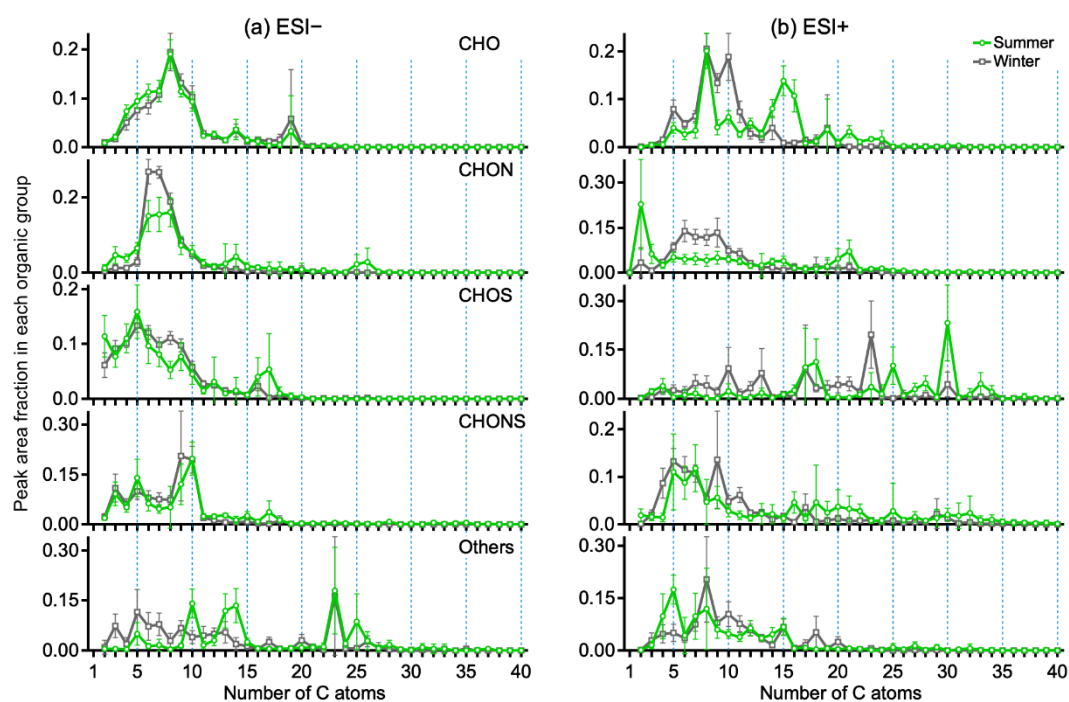 (a) ESI−
(b) ESI+
Summer
Winter
Peak area fraction in each organic group
CHO
0.2
0.1
0.0
0.2
0.1
0.0
CHON
0.2
0.0
0.30
0.15
0.0
CHOS
0.2
0.1
0.0
0.30
0.15
0.0
CHONS
0.30
0.15
0.00
0.2
0.1
0.0
Others
0.30
0.15
0.00
0.30
0.15
0.00
1 5 10 15 20 25 30 35 40
1 5 10 15 20 25 30 35 40
Number of C atoms
Number of C atoms